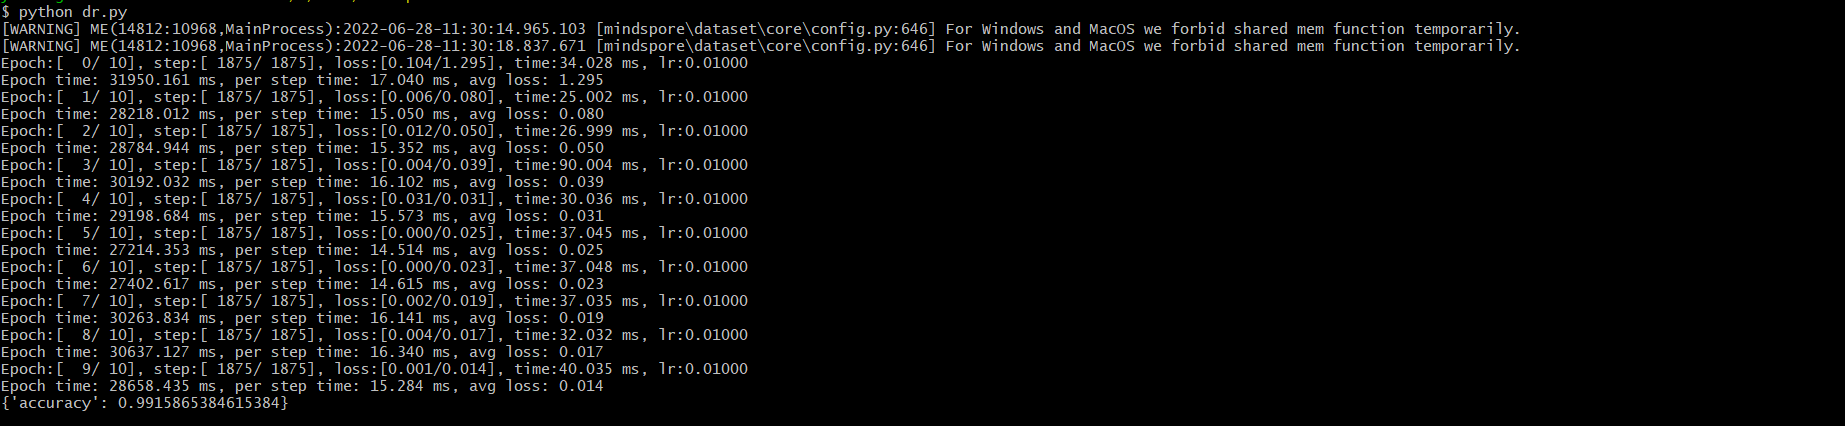 $ python dr.py
[WARNING] ME(14812:10968,MainProcess):2022-06-28-11:30:14.965.103 [mindspore\dataset\core\config.py:646] For Windows and MacOS we forbid shared mem function temporarily.
[WARNING] ME(14812:10968,MainProcess):2022-06-28-11:30:18.837.671 [mindspore\dataset\core\config.py:646] For Windows and MacOS we forbid shared mem function temporarily.
Epoch:[  0/ 10], step:[ 1875/ 1875], loss:[0.104/1.295], time:34.028 ms, lr:0.01000
Epoch time: 31950.161 ms, per step time: 17.040 ms, avg loss: 1.295
Epoch:[  1/ 10], step:[ 1875/ 1875], loss:[0.006/0.080], time:25.002 ms, lr:0.01000
Epoch time: 28218.012 ms, per step time: 15.050 ms, avg loss: 0.080
Epoch:[  2/ 10], step:[ 1875/ 1875], loss:[0.012/0.050], time:26.999 ms, lr:0.01000
Epoch time: 28784.944 ms, per step time: 15.352 ms, avg loss: 0.050
Epoch:[  3/ 10], step:[ 1875/ 1875], loss:[0.004/0.039], time:90.004 ms, lr:0.01000
Epoch time: 30192.032 ms, per step time: 16.102 ms, avg loss: 0.039
Epoch:[  4/ 10], step:[ 1875/ 1875], loss:[0.031/0.031], time:30.036 ms, lr:0.01000
Epoch time: 29198.684 ms, per step time: 15.573 ms, avg loss: 0.031
Epoch:[  5/ 10], step:[ 1875/ 1875], loss:[0.000/0.025], time:37.045 ms, lr:0.01000
Epoch time: 27214.353 ms, per step time: 14.514 ms, avg loss: 0.025
Epoch:[  6/ 10], step:[ 1875/ 1875], loss:[0.000/0.023], time:37.048 ms, lr:0.01000
Epoch time: 27402.617 ms, per step time: 14.615 ms, avg loss: 0.023
Epoch:[  7/ 10], step:[ 1875/ 1875], loss:[0.002/0.019], time:37.035 ms, lr:0.01000
Epoch time: 30263.834 ms, per step time: 16.141 ms, avg loss: 0.019
Epoch:[  8/ 10], step:[ 1875/ 1875], loss:[0.004/0.017], time:32.032 ms, lr:0.01000
Epoch time: 30637.127 ms, per step time: 16.340 ms, avg loss: 0.017
Epoch:[  9/ 10], step:[ 1875/ 1875], loss:[0.001/0.014], time:40.035 ms, lr:0.01000
Epoch time: 28658.435 ms, per step time: 15.284 ms, avg loss: 0.014
{'accuracy': 0.9915865384615384}